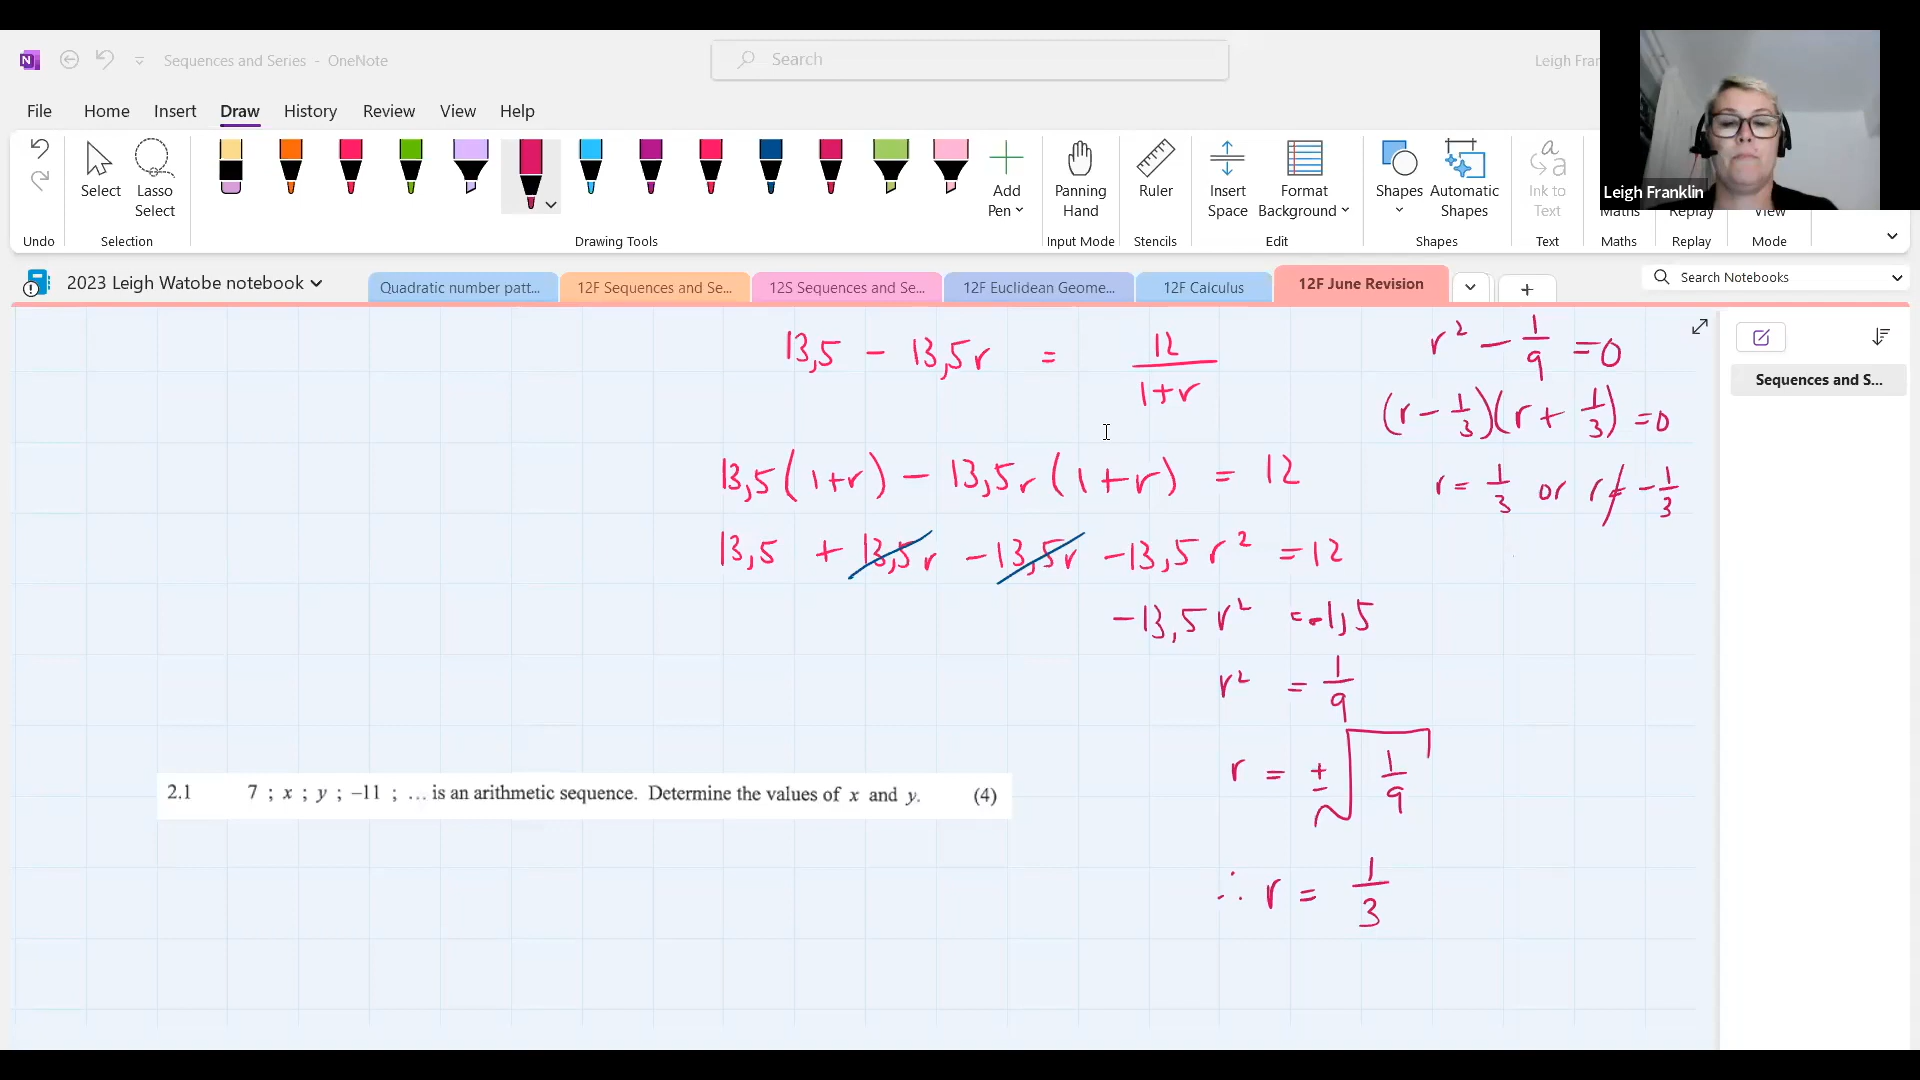 Sequences and Series - OneNote
Search
Leigh Fran
File Home Insert Draw History Review View Help
Undo
Select
Lasso Select
Selection
Drawing Tools
Add Pen
Panning Hand
Input Mode
Ruler
Stencils
Insert Space
Format Background
Edit
Shapes
Automatic Shapes
Shapes
Ink to Text
Text
Maths
Maths
Replay
Replay
View
Mode
Leigh Franklin
2023 Leigh Watobe notebook
Quadratic number patt...
12F Sequences and Se...
12S Sequences and Se...
12F Euclidean Geome...
12F Calculus
12F June Revision
+
Search Notebooks
Sequences and S...
13,5 - 13,5r = 12/(1+r)
13,5(1+r) - 13,5r(1+r) = 12
13,5 + 13,5r - 13,5r - 13,5r² = 12
-13,5r² = -1,5
r² = 1/9
r = ± √(1/9)
∴ r = 1/3
r² - 1/9 = 0
(r - 1/3)(r + 1/3) = 0
r = 1/3 or r ≠ -1/3
2.1 7 ; x ; y ; −11 ; … is an arithmetic sequence. Determine the values of x and y. (4)